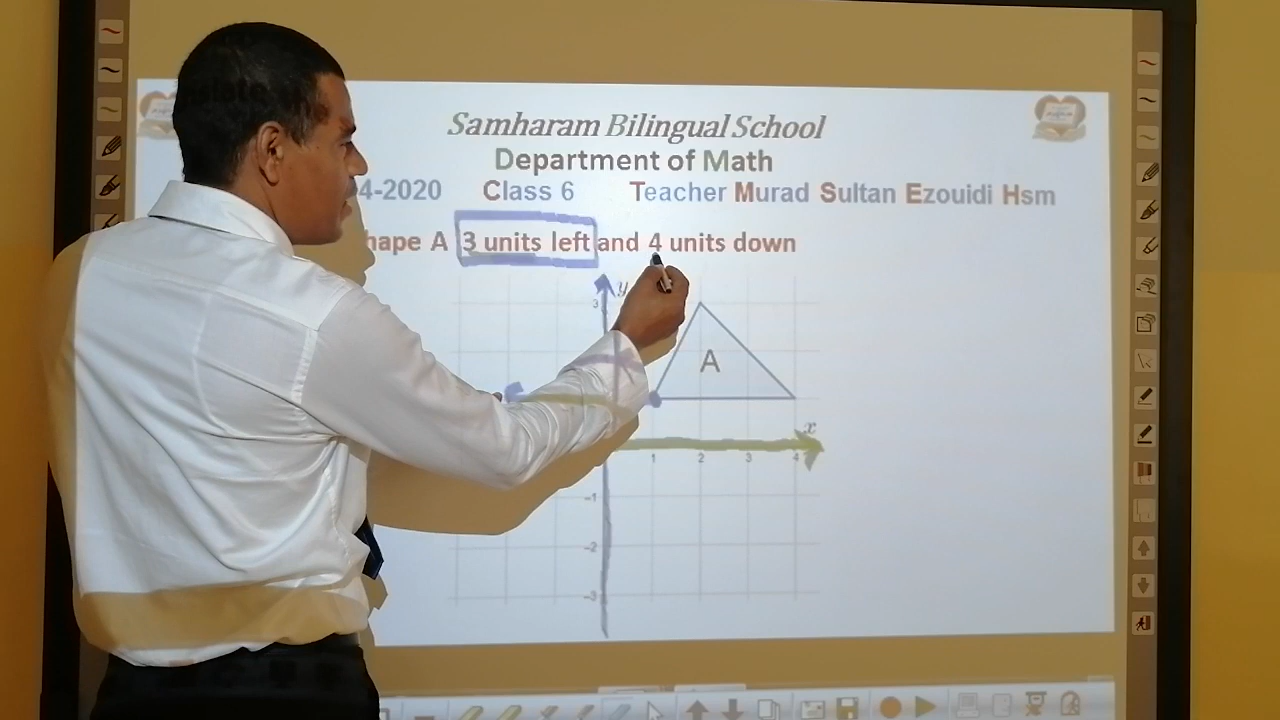 Samharam Bilingual School
Department of Math
4-2020 Class 6 Teacher Murad Sultan Ezouidi Hsm
hape A 3 units left and 4 units down
y
3
A
x
1 2 3 4
-1
-2
-3